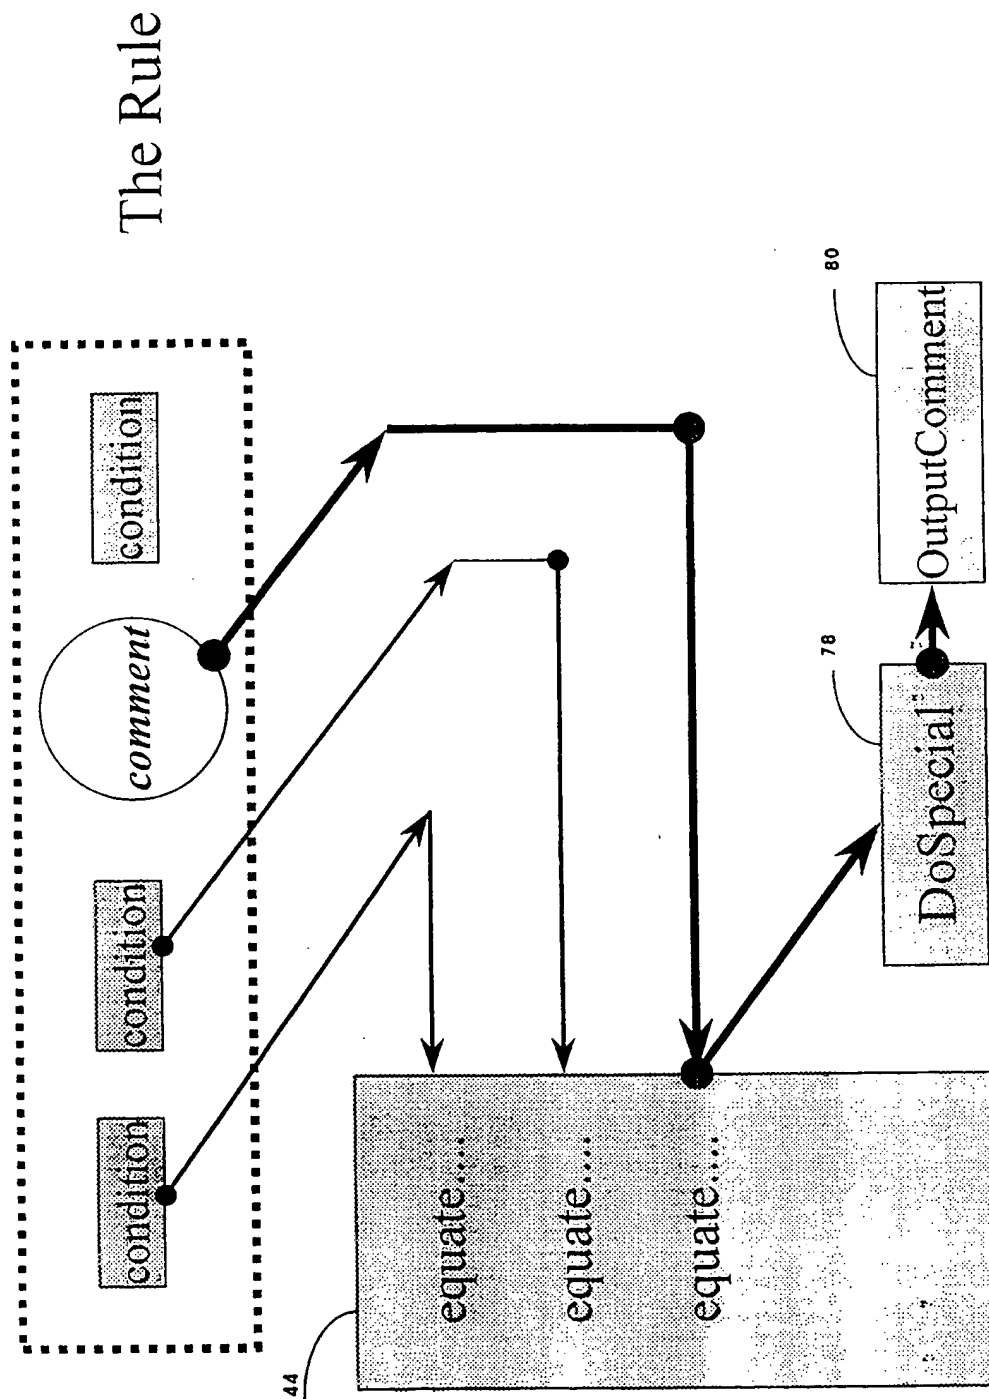 The Rule
condition
condition
comment
condition
44
equate....
equate....
equate....
78
DoSpecial
80
OutputComment